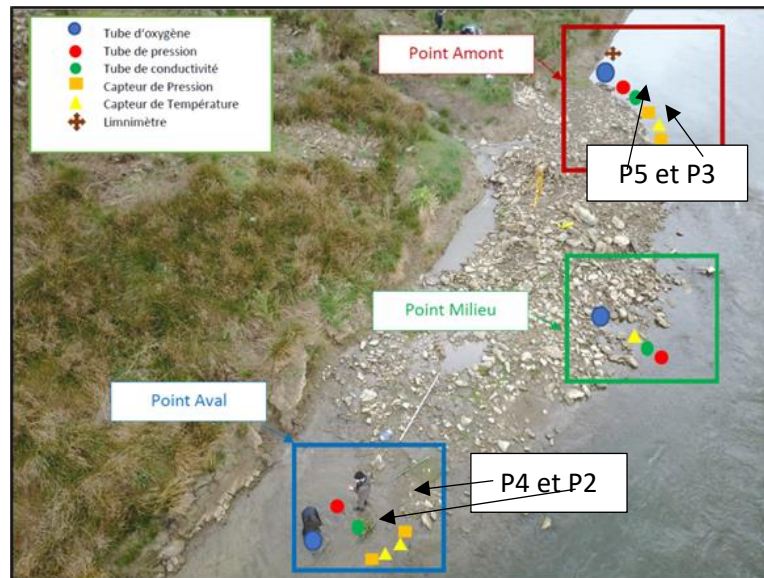 Tube d'oxygène
Tube de pression
Tube de conductivité
Capteur de Pression
Capteur de Température
Limnimètre
Point Amont
P5 et P3
Point Milieu
Point Aval
P4 et P2